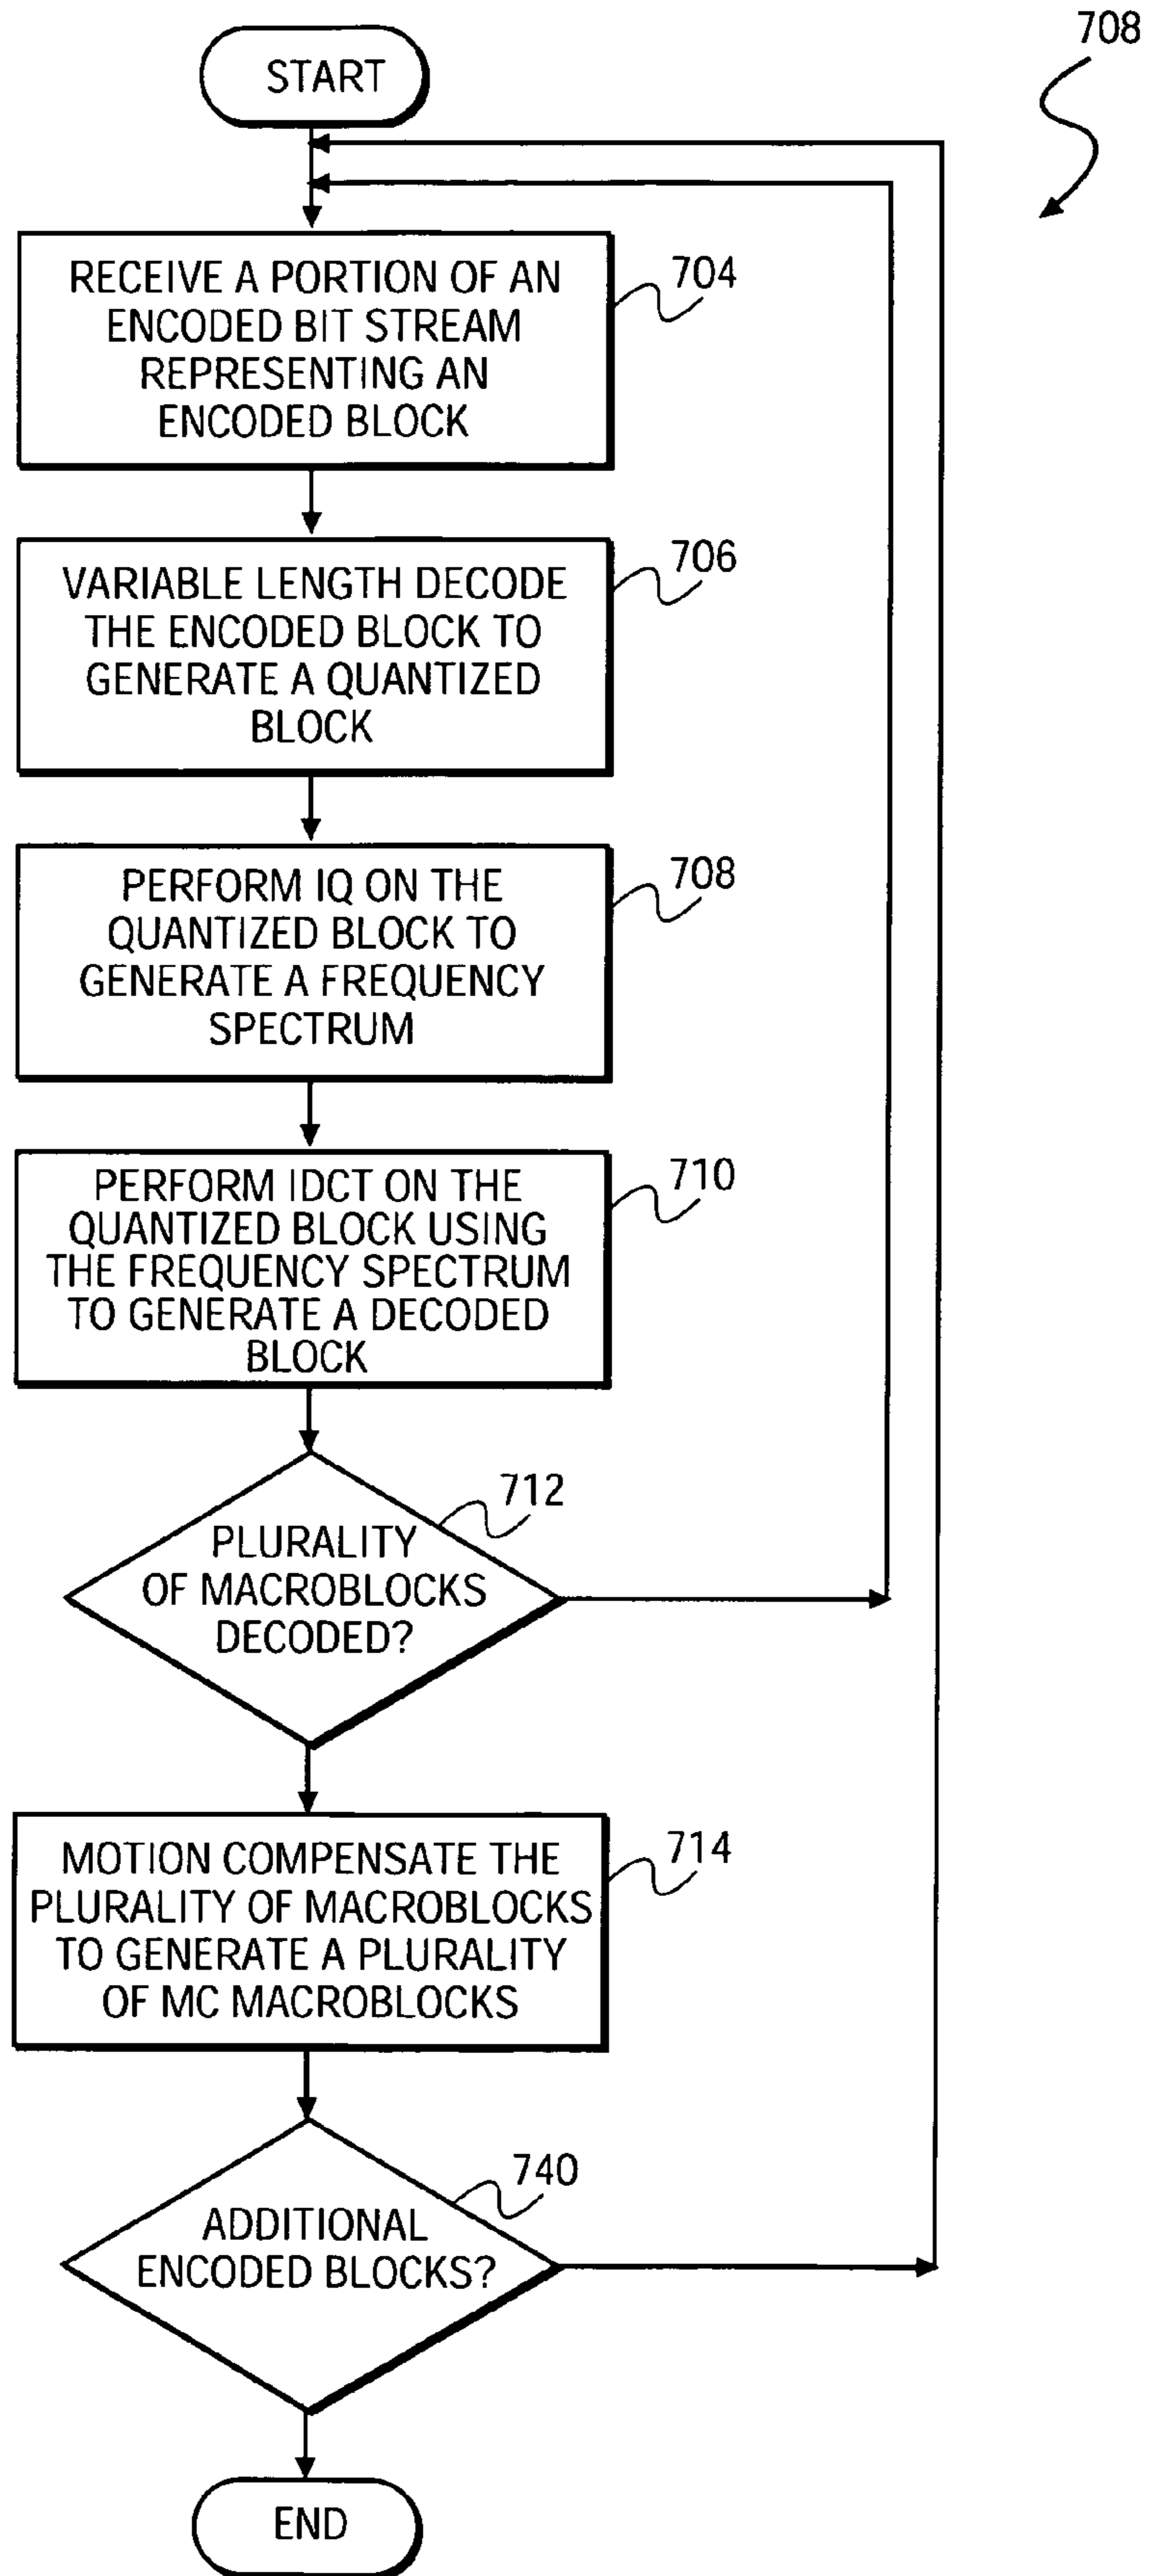 708
START
RECEIVE A PORTION OF AN
ENCODED BIT STREAM
REPRESENTING AN
ENCODED BLOCK
704
VARIABLE LENGTH DECODE
THE ENCODED BLOCK TO
GENERATE A QUANTIZED
BLOCK
706
PERFORM IQ ON THE
QUANTIZED BLOCK TO
GENERATE A FREQUENCY
SPECTRUM
708
PERFORM IDCT ON THE
QUANTIZED BLOCK USING
THE FREQUENCY SPECTRUM
TO GENERATE A DECODED
BLOCK
710
PLURALITY
OF MACROBLOCKS
DECODED?
712
MOTION COMPENSATE THE
PLURALITY OF MACROBLOCKS
TO GENERATE A PLURALITY
OF MC MACROBLOCKS
714
ADDITIONAL
ENCODED BLOCKS?
740
END